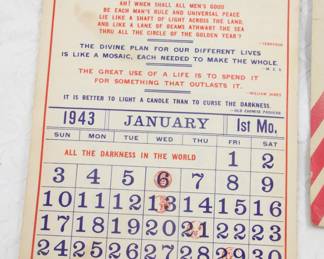 AH! WHEN SHALL ALL MEN'S GOOD
BE EACH MAN'S RULE AND UNIVERSAL PEACE
LIE LIKE A SHAFT OF LIGHT ACROSS THE LAND,
AND LIKE A LANE OF BEAMS ATHWART THE SEA
THRU ALL THE CIRCLE OF THE GOLDEN YEAR?
—TENNYSON
THE DIVINE PLAN FOR OUR DIFFERENT LIVES
IS LIKE A MOSAIC, EACH NEEDED TO MAKE THE WHOLE.
THE GREAT USE OF A LIFE IS TO SPEND IT
FOR SOMETHING THAT OUTLASTS IT.
—WILLIAM JAMES
IT IS BETTER TO LIGHT A CANDLE THAN TO CURSE THE DARKNESS.
—OLD CHINESE PROVERB
1943 JANUARY 1st Mo.
SUN MON TUE WED THU FRI SAT
ALL THE DARKNESS IN THE WORLD 1 2
3 4 5 6 7 8 9
10 11 12 13 14 15 16
17 18 19 20 21 22 23
24 25 26 27 28 29 30